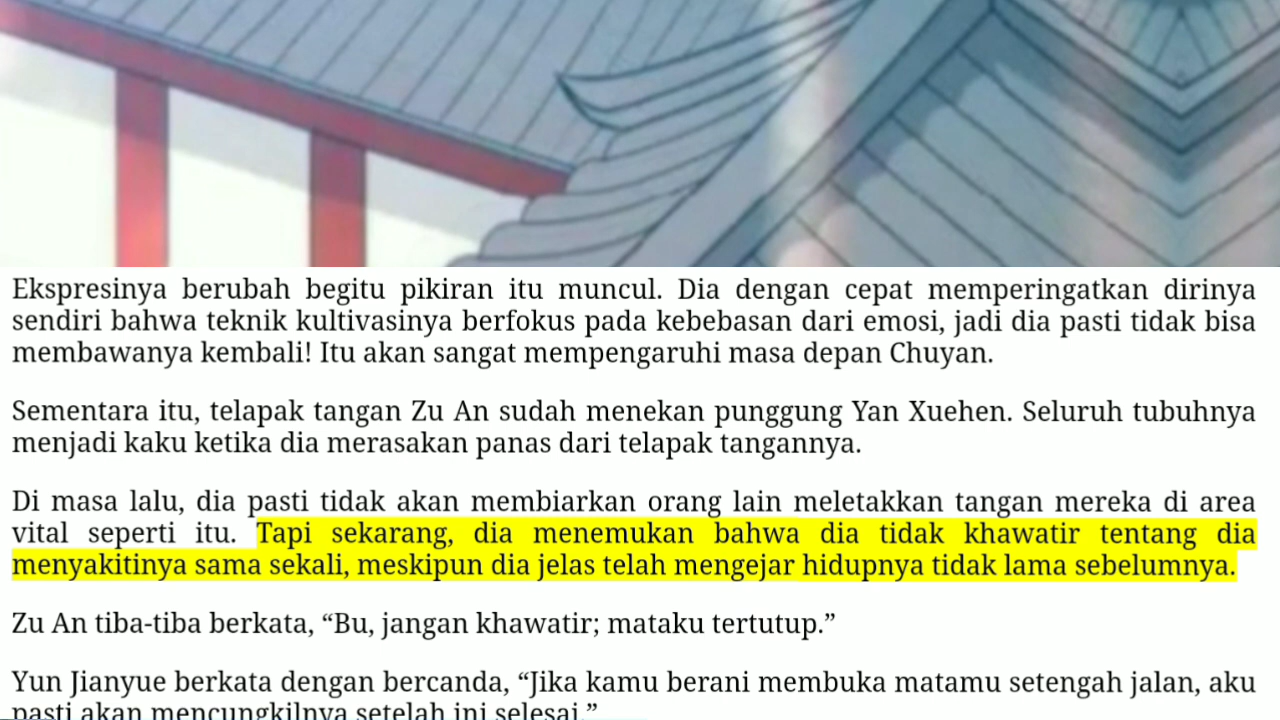 Ekspresinya berubah begitu pikiran itu muncul. Dia dengan cepat memperingatkan dirinya
sendiri bahwa teknik kultivasinya berfokus pada kebebasan dari emosi, jadi dia pasti tidak bisa
membawanya kembali! Itu akan sangat mempengaruhi masa depan Chuyan.
Sementara itu, telapak tangan Zu An sudah menekan punggung Yan Xuehen. Seluruh tubuhnya
menjadi kaku ketika dia merasakan panas dari telapak tangannya.
Di masa lalu, dia pasti tidak akan membiarkan orang lain meletakkan tangan mereka di area
vital seperti itu. Tapi sekarang, dia menemukan bahwa dia tidak khawatir tentang dia
menyakitinya sama sekali, meskipun dia jelas telah mengejar hidupnya tidak lama sebelumnya.
Zu An tiba-tiba berkata, “Bu, jangan khawatir; mataku tertutup.”
Yun Jianyue berkata dengan bercanda, “Jika kamu berani membuka matamu setengah jalan, aku
pasti akan mencungkilnya setelah ini selesai.”